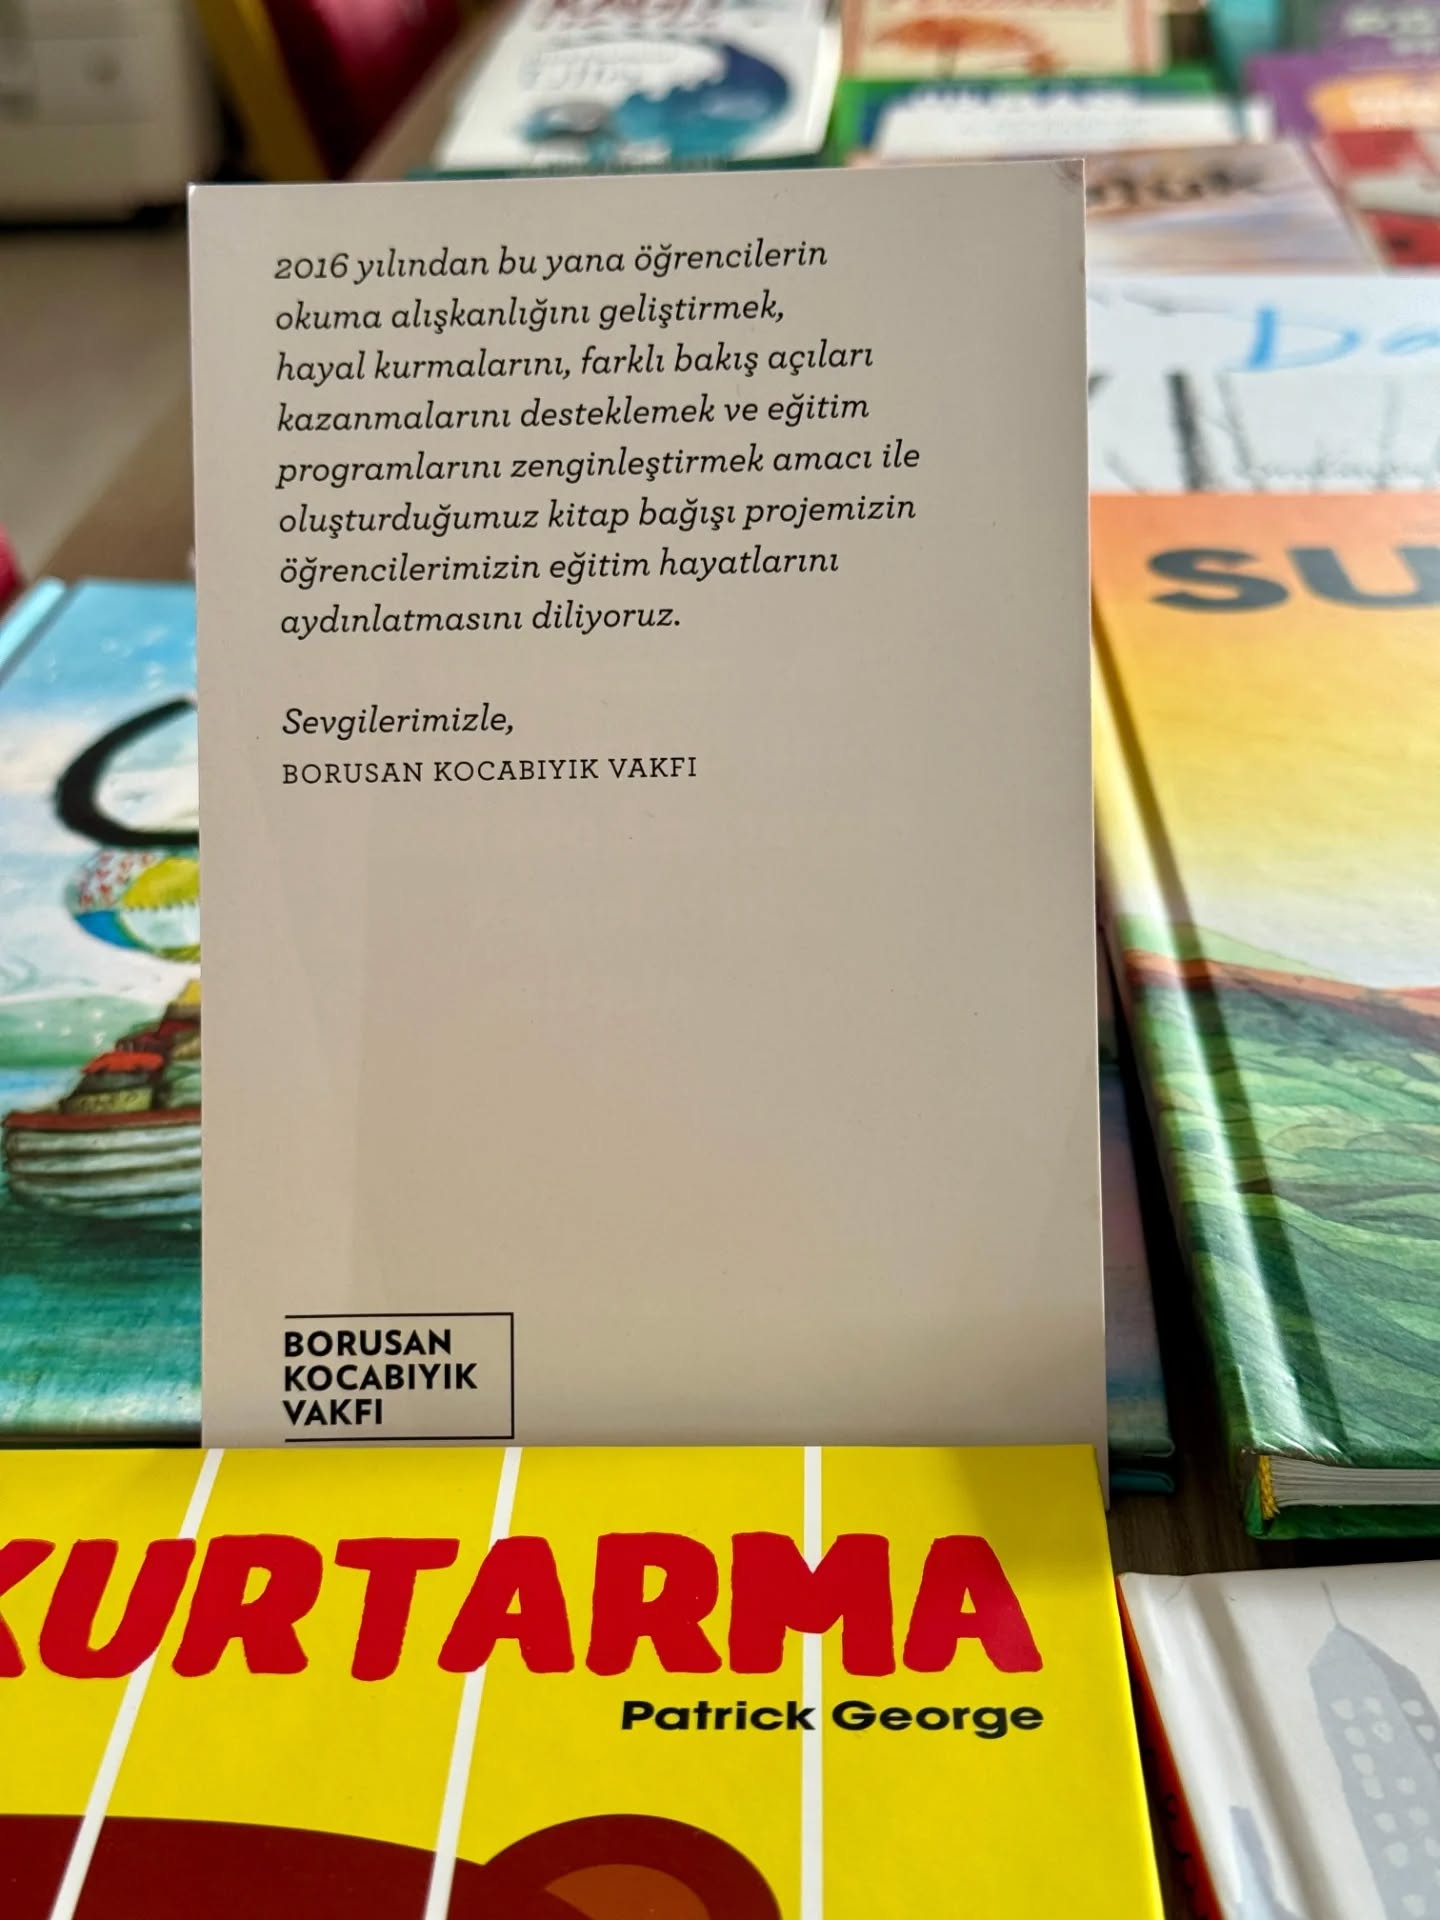 2016 yılından bu yana öğrencilerin
okuma alışkanlığını geliştirmek,
hayal kurmalarını, farklı bakış açıları
kazanmalarını desteklemek ve eğitim
programlarını zenginleştirmek amacı ile
oluşturduğumuz kitap bağışı projemizin
öğrencilerimizin eğitim hayatlarını
aydınlatmasını diliyoruz.
Sevgilerimizle,
BORUSAN KOCABIYIK VAKFI
SU
BORUSAN
KOCABIYIK
VAKFI
KURTARMA
Patrick George